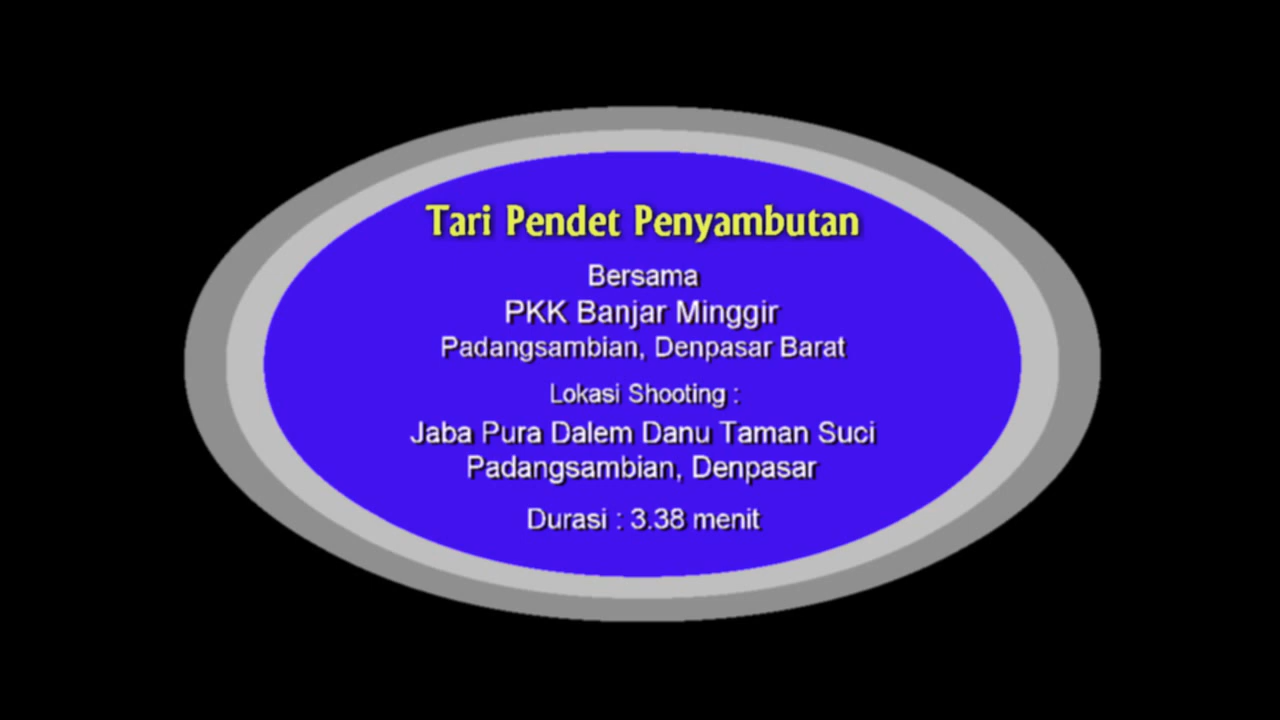 Tari Pendet Penyambutan
Bersama
PKK Banjar Minggir
Padangsambian, Denpasar Barat
Lokasi Shooting :
Jaba Pura Dalem Danu Taman Suci
Padangsambian, Denpasar
Durasi : 3.38 menit